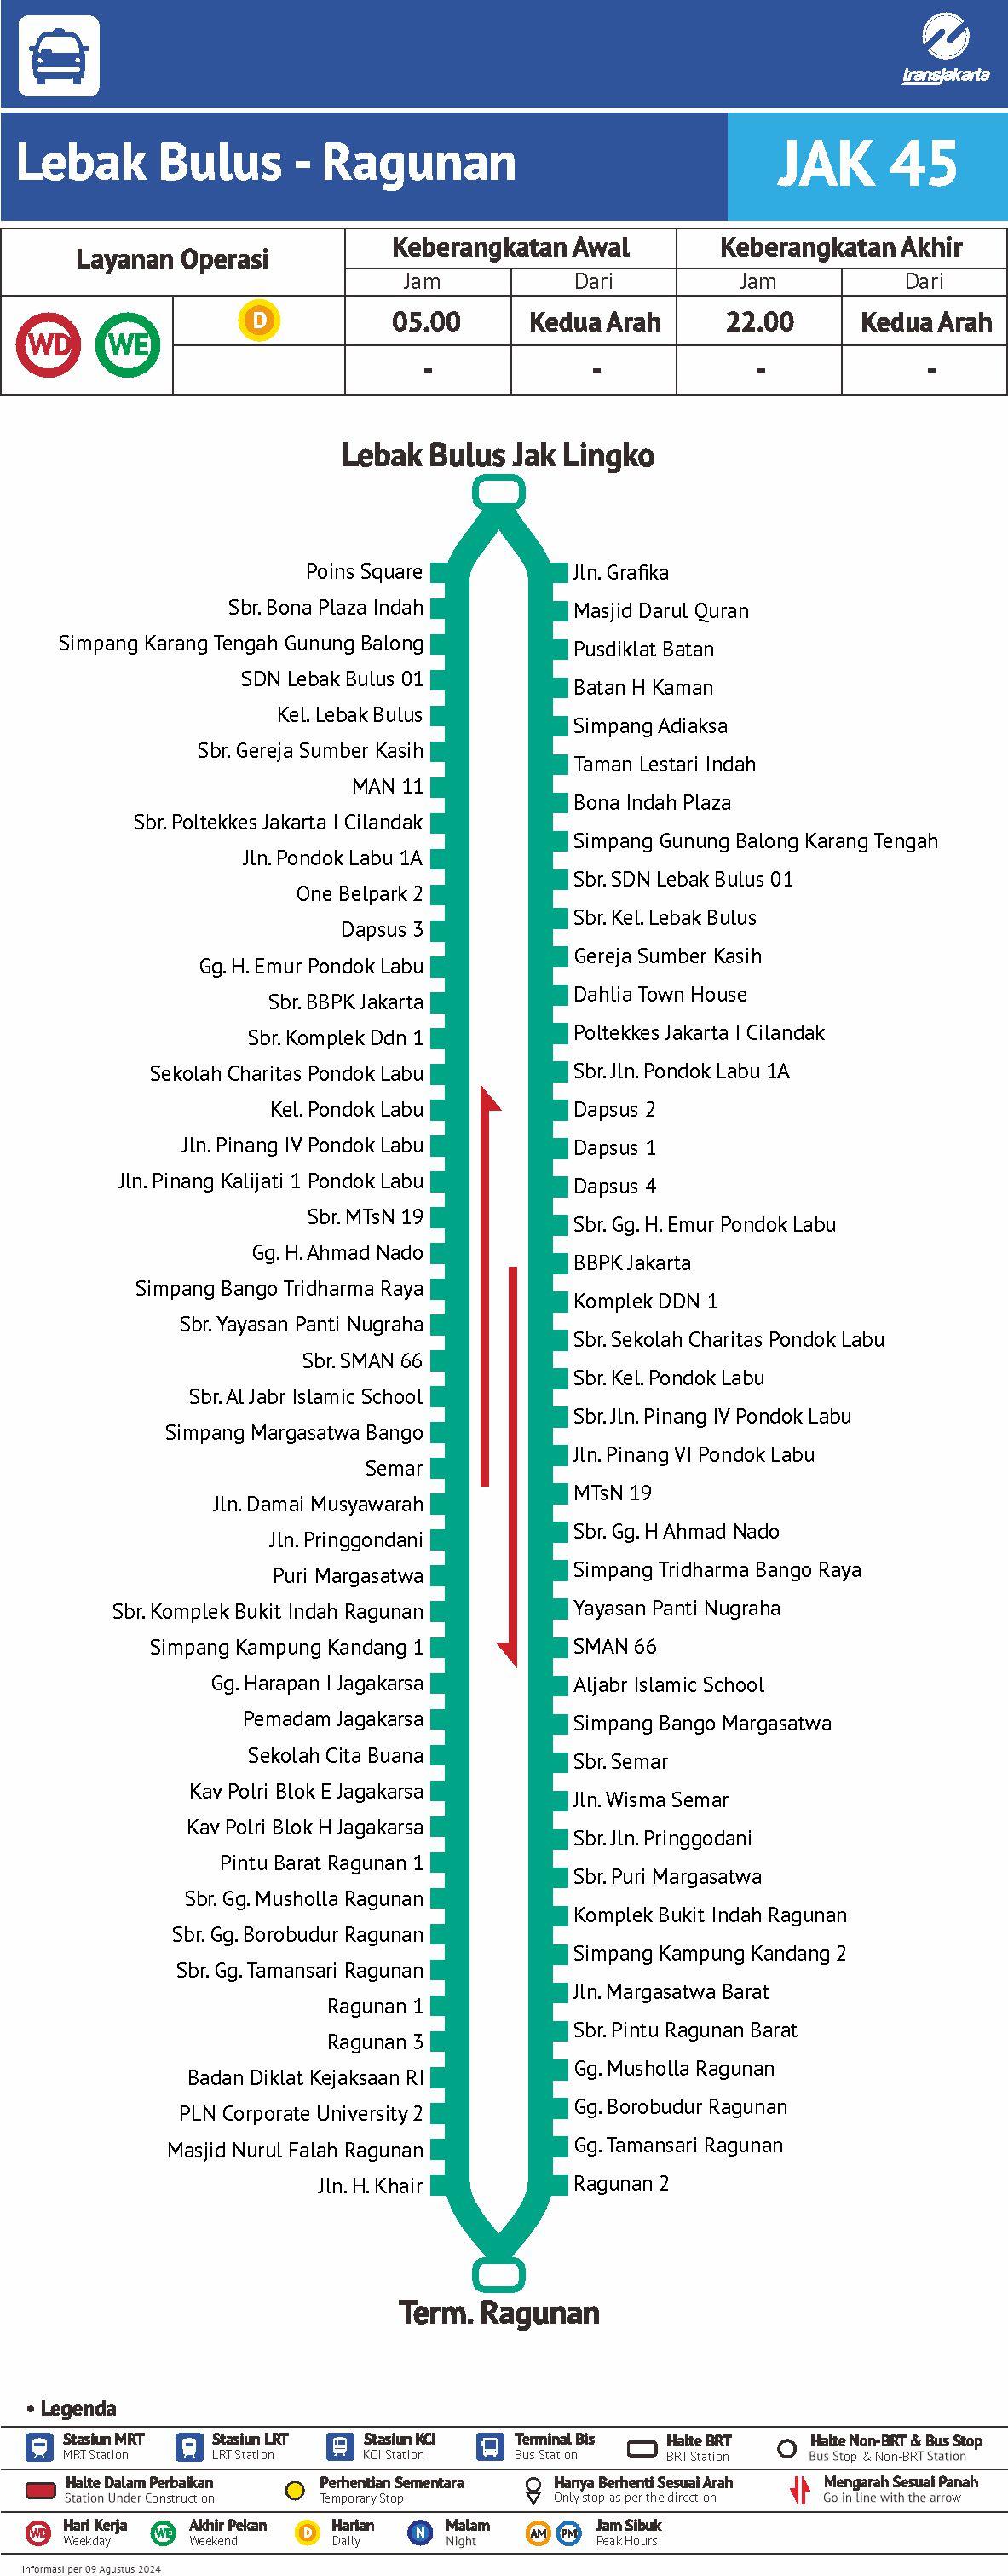 transjakarta
Lebak Bulus - Ragunan
JAK 45
Layanan Operasi
Keberangkatan Awal
Keberangkatan Akhir
Jam
Dari
Jam
Dari
WD
WE
D
05.00
Kedua Arah
22.00
Kedua Arah
-
-
-
-
Lebak Bulus Jak Lingko
Poins Square
Sbr. Bona Plaza Indah
Simpang Karang Tengah Gunung Balong
SDN Lebak Bulus 01
Kel. Lebak Bulus
Sbr. Gereja Sumber Kasih
MAN 11
Sbr. Poltekkes Jakarta I Cilandak
Jln. Pondok Labu 1A
One Belpark 2
Dapsus 3
Gg. H. Emur Pondok Labu
Sbr. BBPK Jakarta
Sbr. Komplek Ddn 1
Sekolah Charitas Pondok Labu
Kel. Pondok Labu
Jln. Pinang IV Pondok Labu
Jln. Pinang Kalijati 1 Pondok Labu
Sbr. MTsN 19
Gg. H. Ahmad Nado
Simpang Bango Tridharma Raya
Sbr. Yayasan Panti Nugraha
Sbr. SMAN 66
Sbr. Al Jabr Islamic School
Simpang Margasatwa Bango
Semar
Jln. Damai Musyawarah
Jln. Pringgondani
Puri Margasatwa
Sbr. Komplek Bukit Indah Ragunan
Simpang Kampung Kandang 1
Gg. Harapan I Jagakarsa
Pemadam Jagakarsa
Sekolah Cita Buana
Kav Polri Blok E Jagakarsa
Kav Polri Blok H Jagakarsa
Pintu Barat Ragunan 1
Sbr. Gg. Musholla Ragunan
Sbr. Gg. Borobudur Ragunan
Sbr. Gg. Tamansari Ragunan
Ragunan 1
Ragunan 3
Badan Diklat Kejaksaan RI
PLN Corporate University 2
Masjid Nurul Falah Ragunan
Jln. H. Khair
Jln. Grafika
Masjid Darul Quran
Pusdiklat Batan
Batan H Kaman
Simpang Adiaksa
Taman Lestari Indah
Bona Indah Plaza
Simpang Gunung Balong Karang Tengah
Sbr. SDN Lebak Bulus 01
Sbr. Kel. Lebak Bulus
Gereja Sumber Kasih
Dahlia Town House
Poltekkes Jakarta I Cilandak
Sbr. Jln. Pondok Labu 1A
Dapsus 2
Dapsus 1
Dapsus 4
Sbr. Gg. H. Emur Pondok Labu
BBPK Jakarta
Komplek DDN 1
Sbr. Sekolah Charitas Pondok Labu
Sbr. Kel. Pondok Labu
Sbr. Jln. Pinang IV Pondok Labu
Jln. Pinang VI Pondok Labu
MTsN 19
Sbr. Gg. H Ahmad Nado
Simpang Tridharma Bango Raya
Yayasan Panti Nugraha
SMAN 66
Aljabr Islamic School
Simpang Bango Margasatwa
Sbr. Semar
Jln. Wisma Semar
Sbr. Jln. Pringgodani
Sbr. Puri Margasatwa
Komplek Bukit Indah Ragunan
Simpang Kampung Kandang 2
Jln. Margasatwa Barat
Sbr. Pintu Ragunan Barat
Gg. Musholla Ragunan
Gg. Borobudur Ragunan
Gg. Tamansari Ragunan
Ragunan 2
Term. Ragunan
• Legenda
Stasiun MRT
MRT Station
Stasiun LRT
LRT Station
Stasiun KCI
KCI Station
Terminal Bis
Bus Station
Halte BRT
BRT Station
Halte Non-BRT & Bus Stop
Bus Stop & Non-BRT Station
Halte Dalam Perbaikan
Station Under Construction
Perhentian Sementara
Temporary Stop
Hanya Berhenti Sesuai Arah
Only stop as per the direction
Mengarah Sesuai Panah
Go in line with the arrow
WD
Hari Kerja
Weekday
WE
Akhir Pekan
Weekend
D
Harian
Daily
N
Malam
Night
AM
PM
Jam Sibuk
Peak Hours
Informasi per 09 Agustus 2024